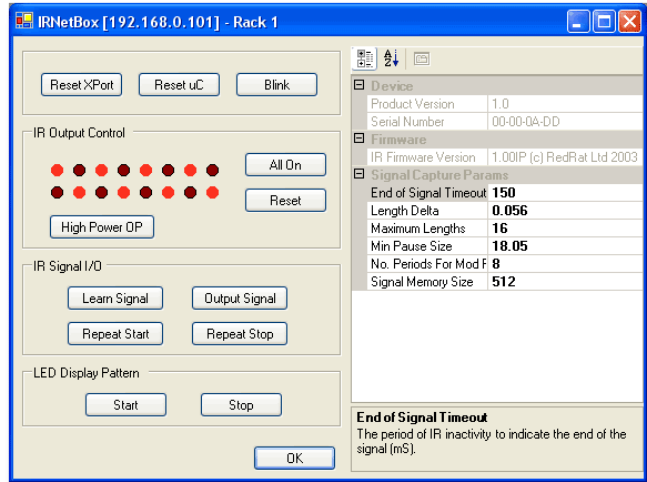 IRNetBox [192.168.0.101] - Rack 1
Reset XPort Reset uC Blink
IR Output Control
All On
Reset
High Power OP
IR Signal I/O
Learn Signal Output Signal
Repeat Start Repeat Stop
LED Display Pattern
Start Stop
OK
Device
Product Version 1.0
Serial Number 00-00-0A-DD
Firmware
IR Firmware Version 1.00IP (c) RedRat Ltd 2003
Signal Capture Params
End of Signal Timeout 150
Length Delta 0.056
Maximum Lengths 16
Min Pause Size 18.05
No. Periods For Mod F 8
Signal Memory Size 512
End of Signal Timeout
The period of IR inactivity to indicate the end of the
signal (mS).